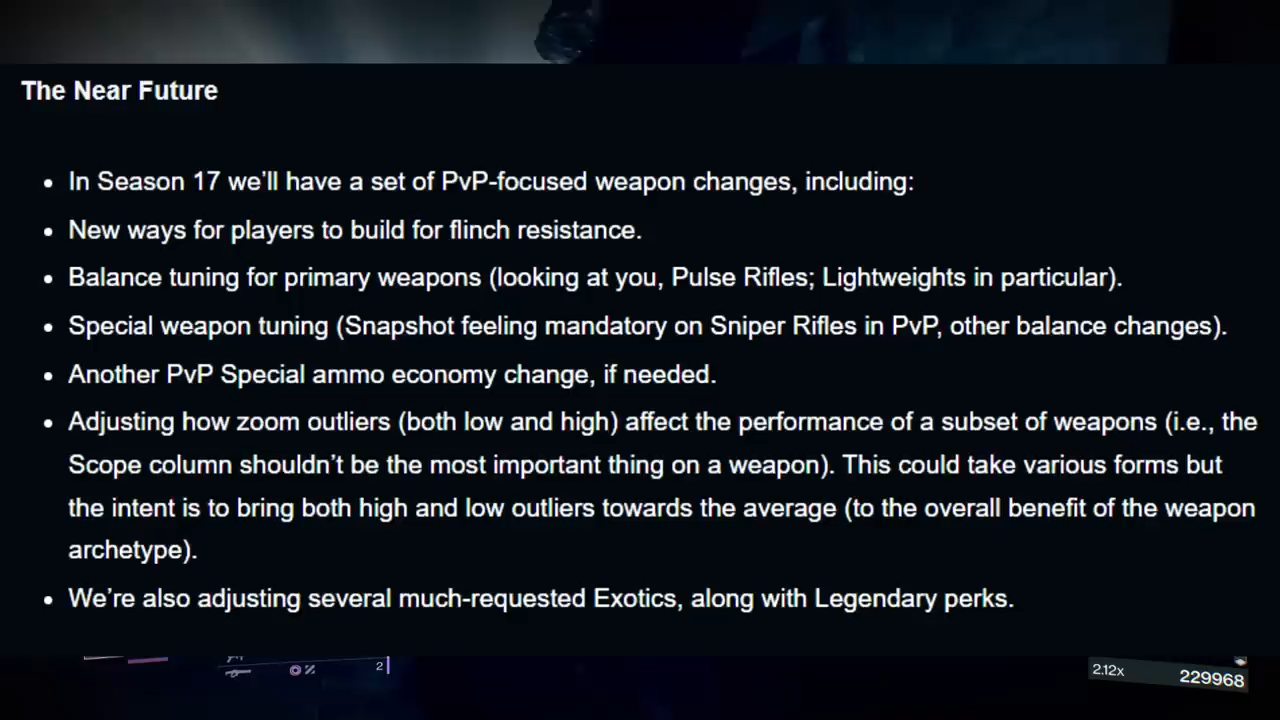 The Near Future
• In Season 17 we’ll have a set of PvP-focused weapon changes, including:
• New ways for players to build for flinch resistance.
• Balance tuning for primary weapons (looking at you, Pulse Rifles; Lightweights in particular).
• Special weapon tuning (Snapshot feeling mandatory on Sniper Rifles in PvP, other balance changes).
• Another PvP Special ammo economy change, if needed.
• Adjusting how zoom outliers (both low and high) affect the performance of a subset of weapons (i.e., the
Scope column shouldn’t be the most important thing on a weapon). This could take various forms but
the intent is to bring both high and low outliers towards the average (to the overall benefit of the weapon
archetype).
• We’re also adjusting several much-requested Exotics, along with Legendary perks.
2
2.12x
229968